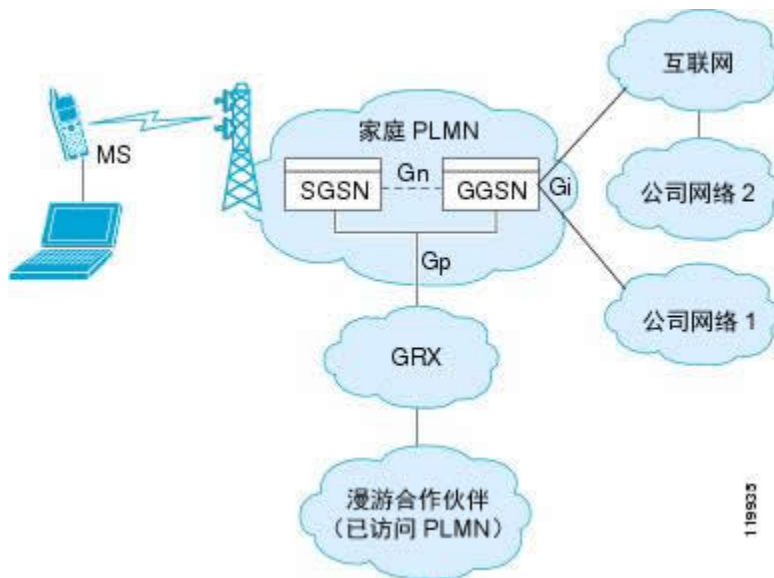 互联网
家庭 PLMN
MS
SGSN
Gn
GGSN
Gi
公司网络 2
Gp
公司网络 1
GRX
漫游合作伙伴
（已访问 PLMN）
119935